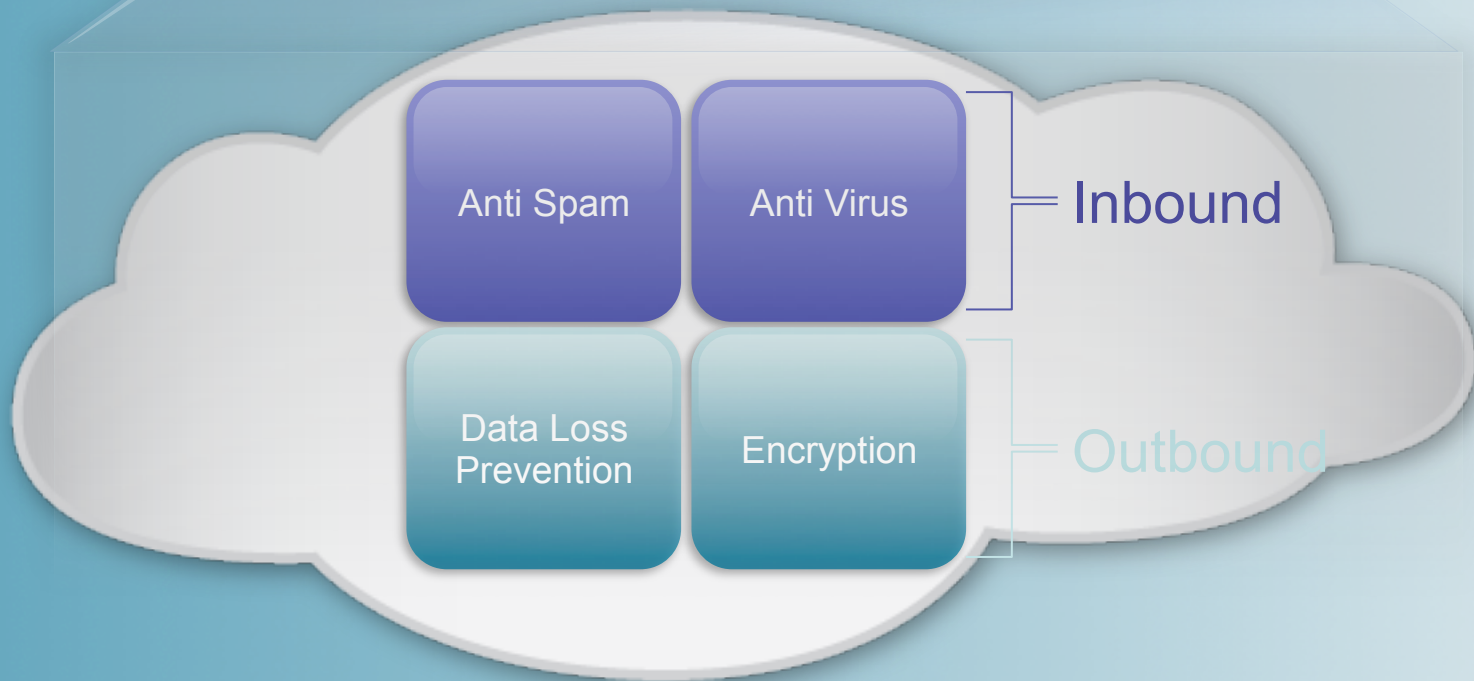 Anti Spam
Anti Virus
Inbound
Data Loss
Prevention
Encryption
Outbound